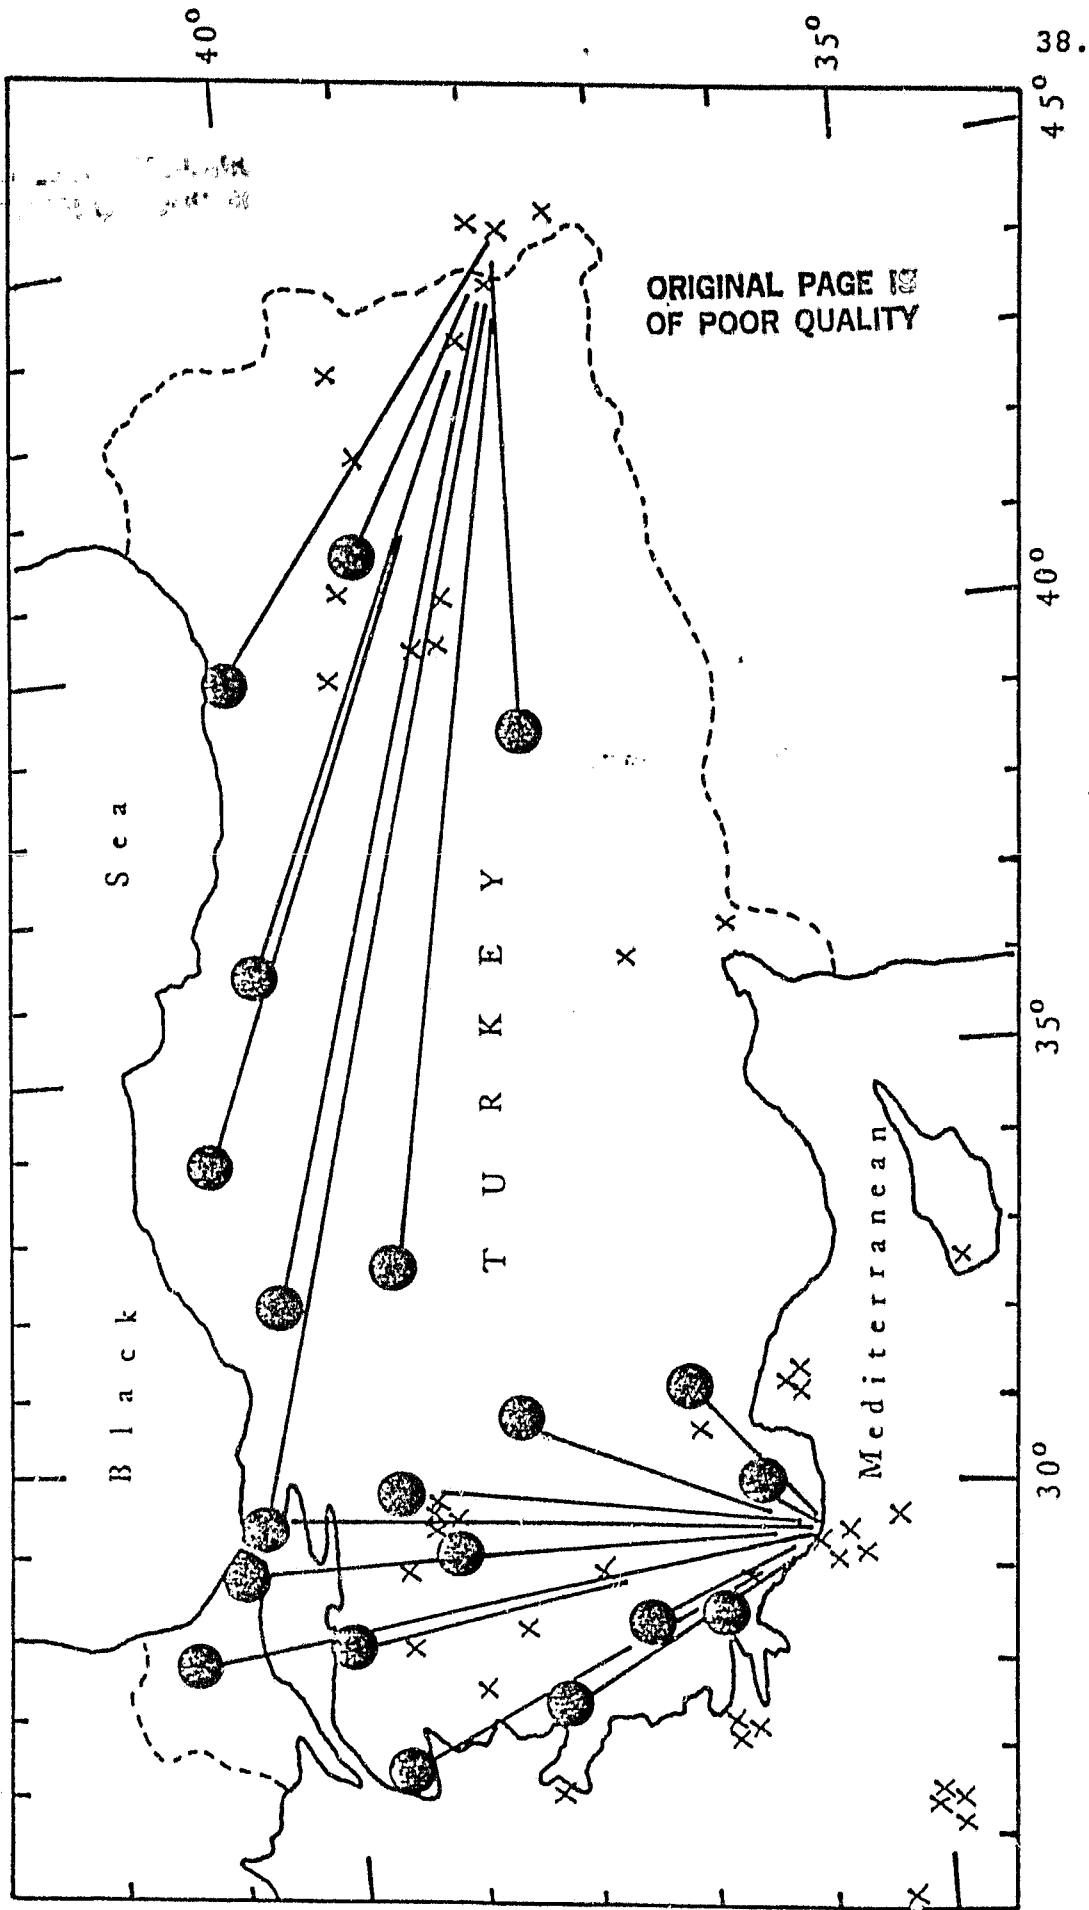 38.
40°
35°
45°
40°
35°
30°
ORIGINAL PAGE IS
OF POOR QUALITY
Black Sea
TURKEY
Mediterranean